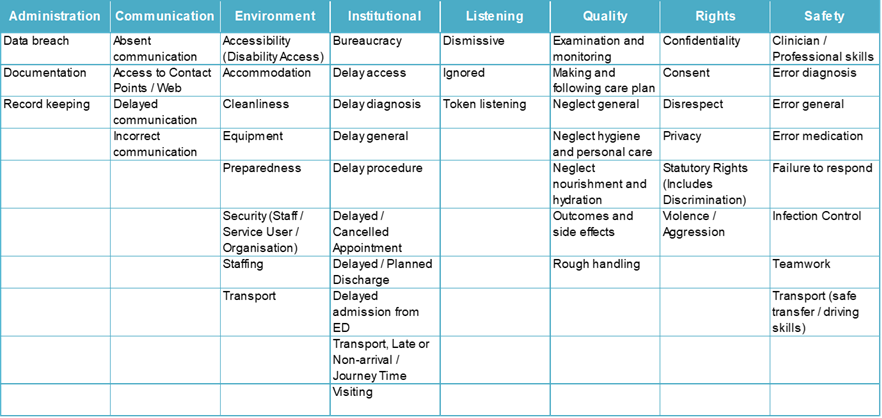 Administration Communication Environment Institutional Listening Quality Rights Safety
Data breach Absent communication Accessibility (Disability Access) Bureaucracy Dismissive Examination and monitoring Confidentiality Clinician / Professional skills
Documentation Access to Contact Points / Web Accommodation Delay access Ignored Making and following care plan Consent Error diagnosis
Record keeping Delayed communication Cleanliness Delay diagnosis Token listening Neglect general Disrespect Error general
Incorrect communication Equipment Delay general Neglect hygiene and personal care Privacy Error medication
Preparedness Delay procedure Neglect nourishment and hydration Statutory Rights (Includes Discrimination) Failure to respond
Security (Staff / Service User / Organisation) Delayed / Cancelled Appointment Outcomes and side effects Violence / Aggression Infection Control
Staffing Delayed / Planned Discharge Rough handling Teamwork
Transport Delayed admission from ED Transport (safe transfer / driving skills)
Transport, Late or Non-arrival / Journey Time
Visiting